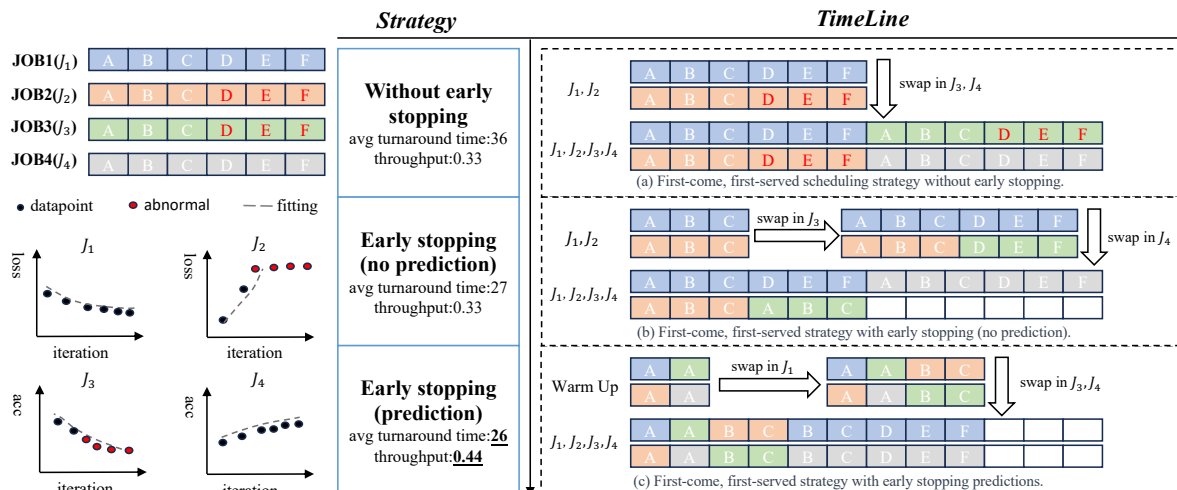 Strategy
TimeLine
JOB1(J₁) A B C D E F
JOB2(J₂) A B C D E F
JOB3(J₃) A B C D E F
JOB4(J₄) A B C D E F
datapoint abnormal fitting
J₁
loss
iteration
J₂
loss
iteration
J₃
acc
iteration
J₄
acc
iteration
Without early
stopping
avg turnaround time:36
throughput:0.33
Early stopping
(no prediction)
avg turnaround time:27
throughput:0.33
Early stopping
(prediction)
avg turnaround time:26
throughput:0.44
J₁, J₂
A B C D E F
A B C D E F
swap in J₃, J₄
J₁, J₂, J₃, J₄
A B C D E F A B C D E F
A B C D E F A B C D E F
(a) First-come, first-served scheduling strategy without early stopping.
J₁, J₂
A B C
A B C
swap in J₃
A B C D E F
A B C D E F
swap in J₄
J₁, J₂, J₃, J₄
A B C D E F A B C D E F
A B C A B C
(b) First-come, first-served strategy with early stopping (no prediction).
Warm Up
A A
A A
swap in J₁
A A B C
A A B C
swap in J₃, J₄
J₁, J₂, J₃, J₄
A A B C B C D E F
A A B C B C D E F
(c) First-come, first-served strategy with early stopping predictions.